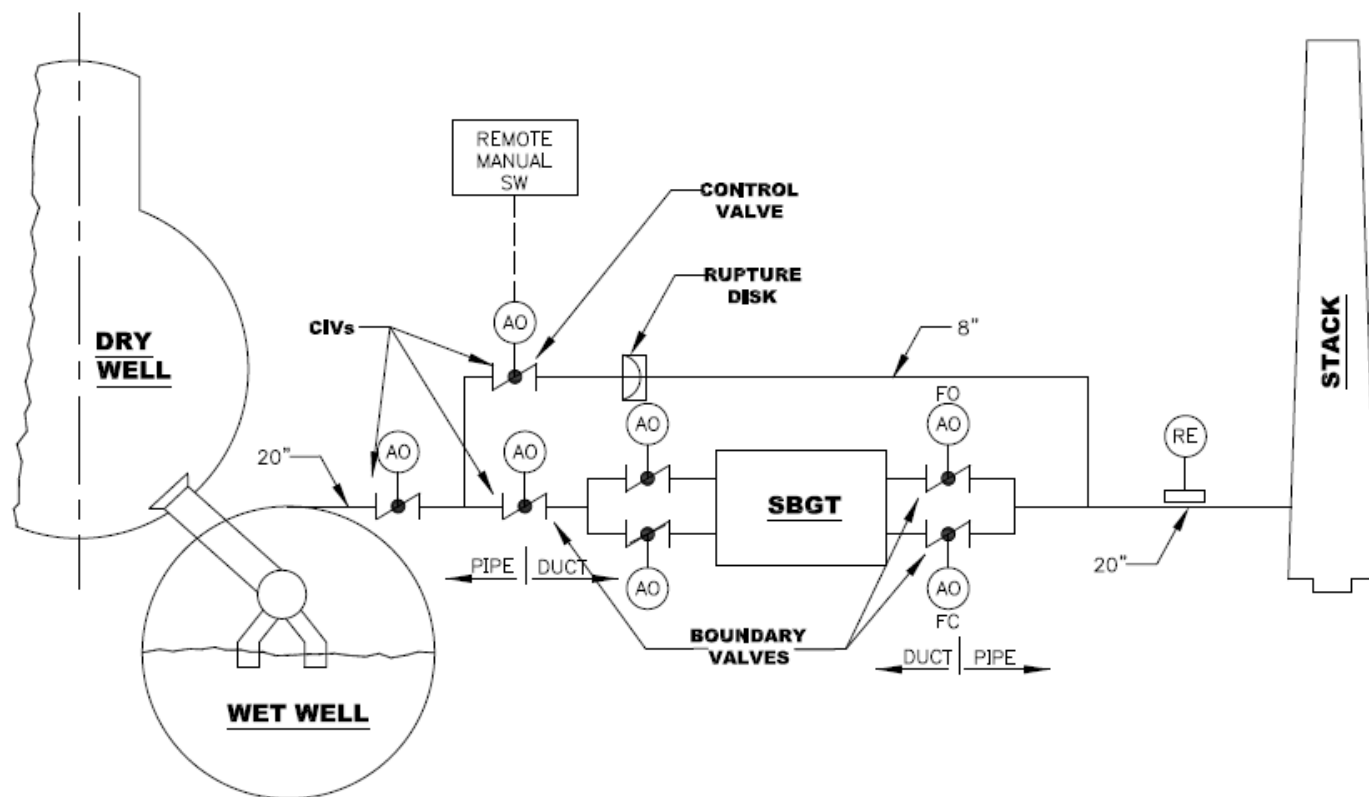 REMOTE
MANUAL
SW
CONTROL
VALVE
RUPTURE
DISK
AO
CIVs
DRY
WELL
8"
STACK
FO
AO
AO
RE
AO
AO
20"
SBGT
PIPE
DUCT
AO
AO
FC
20"
BOUNDARY
VALVES
DUCT
PIPE
WET WELL